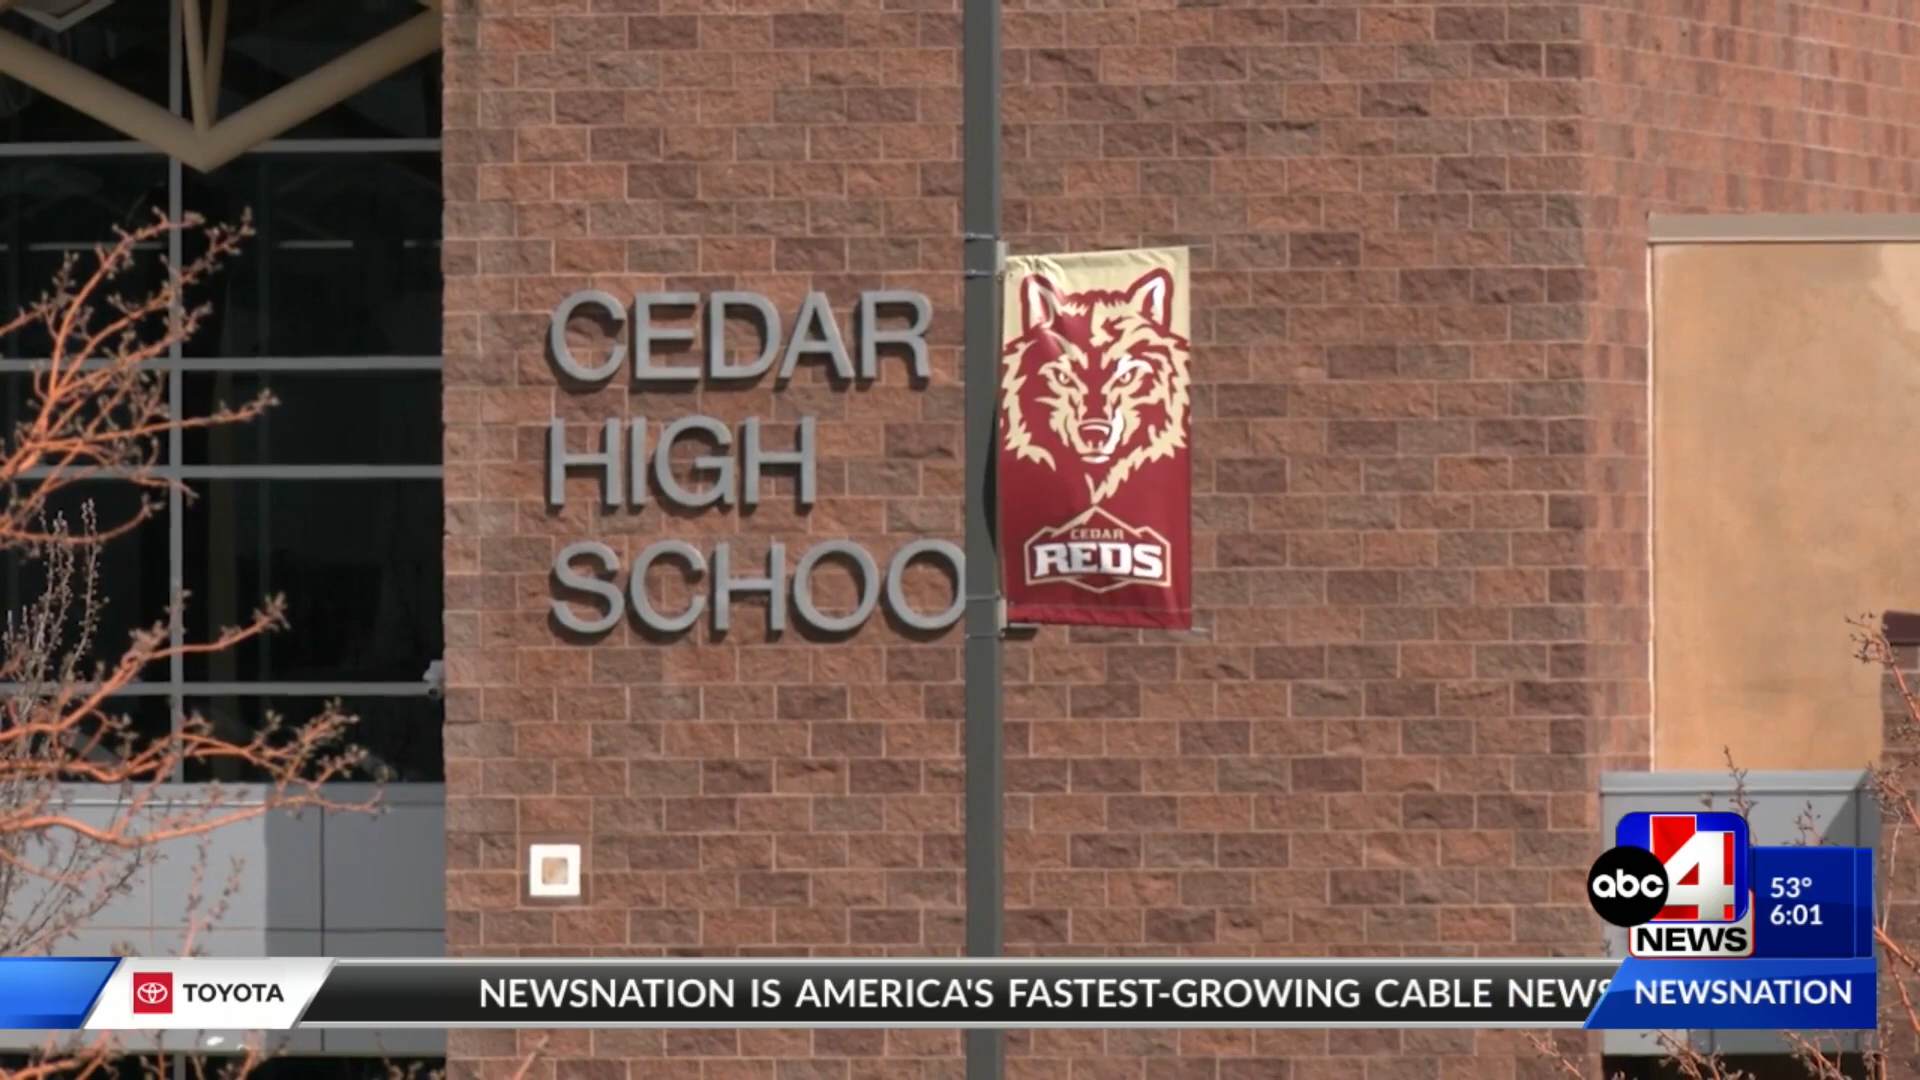 CEDAR
HIGH
SCHOO
CEDAR
REDS
abc 4
NEWS
53°
6:01
TOYOTA
NEWSNATION IS AMERICA'S FASTEST-GROWING CABLE NEWS
NEWSNATION